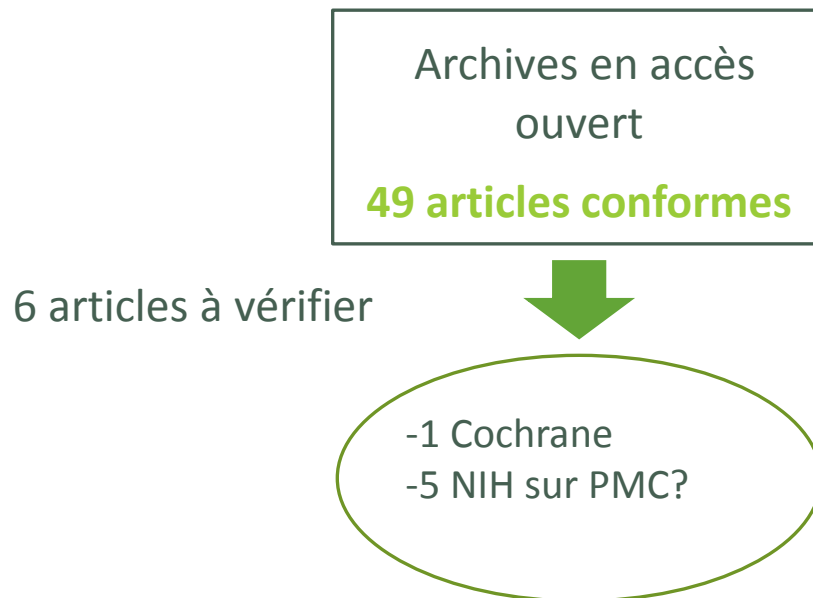 Archives en accès
ouvert
49 articles conformes
6 articles à vérifier
-1 Cochrane
-5 NIH sur PMC?